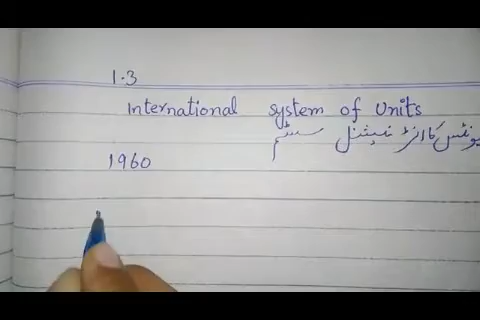 1.3
International system of Units
یونٹس کا انٹرنیشنل سسٹم
1960